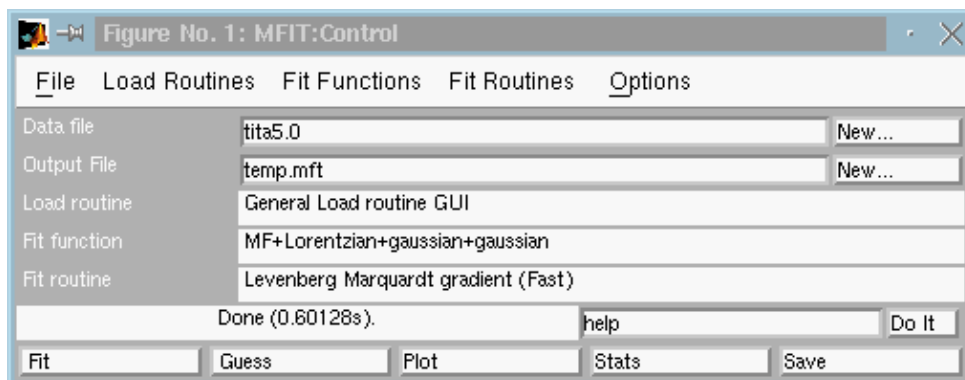 Figure No. 1: MFIT:Control
File Load Routines Fit Functions Fit Routines Options
Data file tita5.0 New...
Output File temp.mft New...
Load routine General Load routine GUI
Fit function MF+Lorentzian+gaussian+gaussian
Fit routine Levenberg Marquardt gradient (Fast)
Done (0.60128s). help Do It
Fit Guess Plot Stats Save